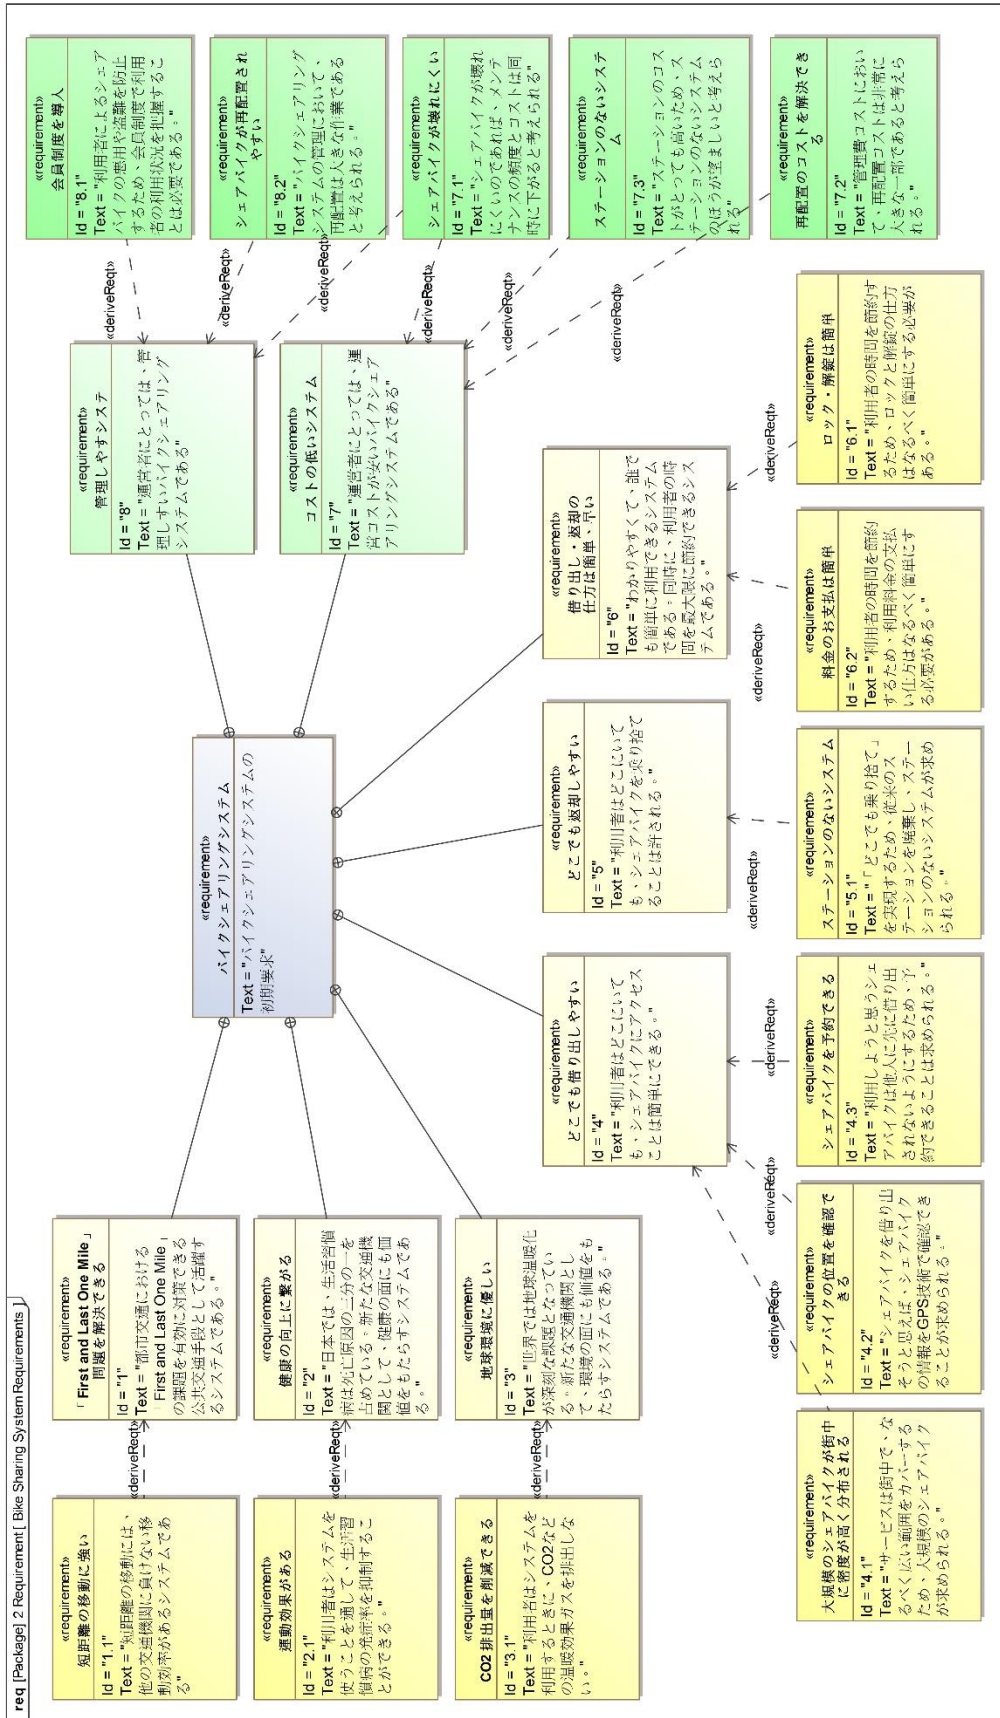 req [Package] 2 Requirement [ Bike Sharing System Requirements ]
«requirement»
短距離の移動に強い
Id = "1.1"
Text = "短距離の移動には、
他の交通機関に負けない移
動効率があるシステムであ
る"
«deriveReqt»
«requirement»
「First and Last One Mile」
問題を解決できる
Id = "1"
Text = "都市交通における
「First and Last One Mile」
の課題を有効に対策できる
公共交通手段として活躍す
るシステムである。"
«requirement»
運動効果がある
Id = "2.1"
Text = "利用者はシステムを
使うことを通して、生活習
慣病の発症率を抑制するこ
とができる。"
«deriveReqt»
«requirement»
健康の向上に繋がる
Id = "2"
Text = "日本では、生活習慣
病は死亡原因の三分の一を
占めている。新たな交通機
関として、健康の面にも価
値をもたらすシステムであ
る。"
«requirement»
CO2 排出量を削減できる
Id = "3.1"
Text = "利用者はシステムを
利用するときに、CO2など
の温暖効果ガスを排出しな
い。"
«deriveReqt»
«requirement»
地球環境に優しい
Id = "3"
Text = "世界では地球温暖化
が深刻な課題となってい
る。新たな交通機関とし
て、環境の面にも価値をも
たらすシステムである。"
«requirement»
バイクシェアリングシステム
Text = "バイクシェアリングシステムの
初期要求"
«requirement»
管理しやすシステ
Id = "8"
Text = "運営者にとっては、管
理しすいバイクシェアリング
システムである"
«requirement»
コストの低いシステム
Id = "7"
Text = "運営者にとっては、運
営コストが安いバイクシェア
リングシステムである"
«requirement»
会員制度を導入
Id = "8.1"
Text = "利用者によるシェア
バイクの悪用や盗難を防止
するため、会員制度で利用
者の利用状況を把握するこ
とは必要である。"
«deriveReqt»
«requirement»
シェアバイクが再配置され
やすい
Id = "8.2"
Text = "バイクシェアリング
システムの管理において、
再配置は大きな作業である
と考えられる。"
«deriveReqt»
«requirement»
シェアバイクが壊れにくい
Id = "7.1"
Text = "シェアバイクが壊れ
にくいのであれば、メンテ
ナンスの頻度とコストは同
時に下がると考えられる"
«deriveReqt»
«deriveReqt»
«requirement»
ステーションのないシステ
ム
Id = "7.3"
Text = "ステーションのコス
トがとっても高いため、ス
テーションのないシステム
のほうが望ましいと考えら
れる"
«deriveReqt»
«requirement»
再配置のコストを解決でき
る
Id = "7.2"
Text = "管理費コストにおい
て、再配置コストは非常に
大きな一部であると考えら
れる。"
«deriveReqt»
«requirement»
どこでも借り出しやすい
Id = "4"
Text = "利用者はどこにいて
も、シェアバイクにアクセス
ことは簡単にできる。"
«requirement»
どこでも返却しやすい
Id = "5"
Text = "利用者はどこにいて
も、シェアバイクを乗り捨て
ることは許される。"
«requirement»
借り出し・返却の
仕方は簡単、早い
Id = "6"
Text = "わかりやすくて、誰で
も簡単に利用できるシステム
である。同時に、利用者の時
間を最大限に節約できるシス
テムである。"
«deriveReqt»
«deriveReqt»
«deriveReqt»
«deriveReqt»
«deriveReqt»
«deriveReqt»
«requirement»
大規模のシェアバイクが街中
に密度が高く分布される
Id = "4.1"
Text = "サービスは街中で、な
るべく広い範囲をカバーする
ため、大規模のシェアバイク
が求められる。"
«requirement»
シェアバイクの位置を確認で
きる
Id = "4.2"
Text = "シェアバイクを借り出
そうと思えば、シェアバイク
の情報をGPS技術で確認でき
ることが求められる。"
«requirement»
シェアバイクを予約できる
Id = "4.3"
Text = "利用しようと思うシェ
アバイクは他人に先に借り出
されないようにするため、予
約できることは求められる。"
«requirement»
ステーションのないシステム
Id = "5.1"
Text = "「どこでも乗り捨て」
を実現するため、従来のス
テーションを廃棄し、ステー
ションのないシステムが求め
られる。"
«requirement»
料金のお支払は簡単
Id = "6.2"
Text = "利用者の時間を節約
するため、利用料金の支払
い仕方はなるべく簡単にす
る必要がある。"
«requirement»
ロック・解錠は簡単
Id = "6.1"
Text = "利用者の時間を節約す
るため、ロックと解錠の仕方
はなるべく簡単にする必要が
ある。"